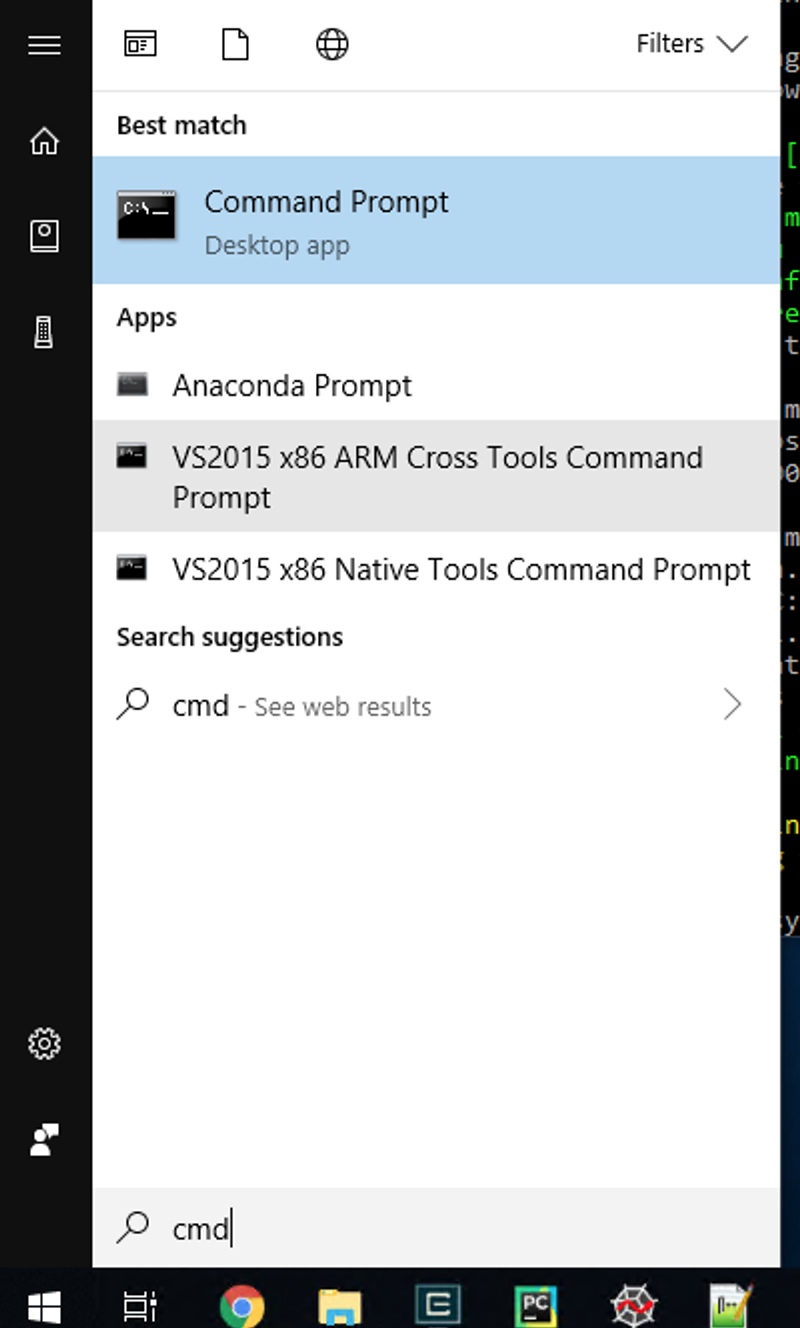 Filters
Best match
C:\
Command Prompt
Desktop app
Apps
Anaconda Prompt
VS2015 x86 ARM Cross Tools Command
Prompt
VS2015 x86 Native Tools Command Prompt
Search suggestions
cmd - See web results
cmd
PC